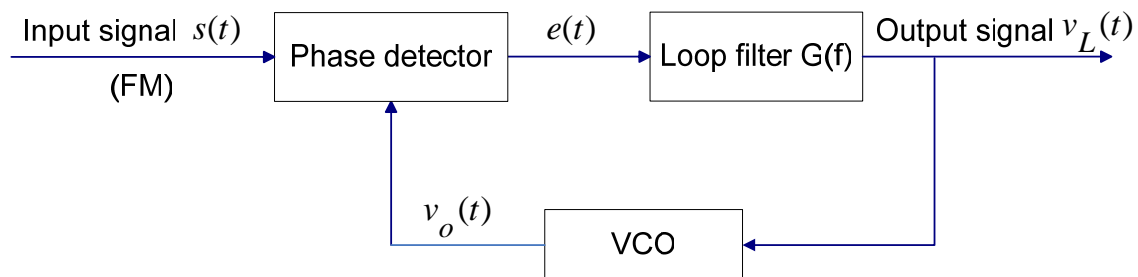 Input signal s(t)
(FM)
Phase detector
e(t)
Loop filter G(f)
Output signal v_L(t)
v_o(t)
VCO